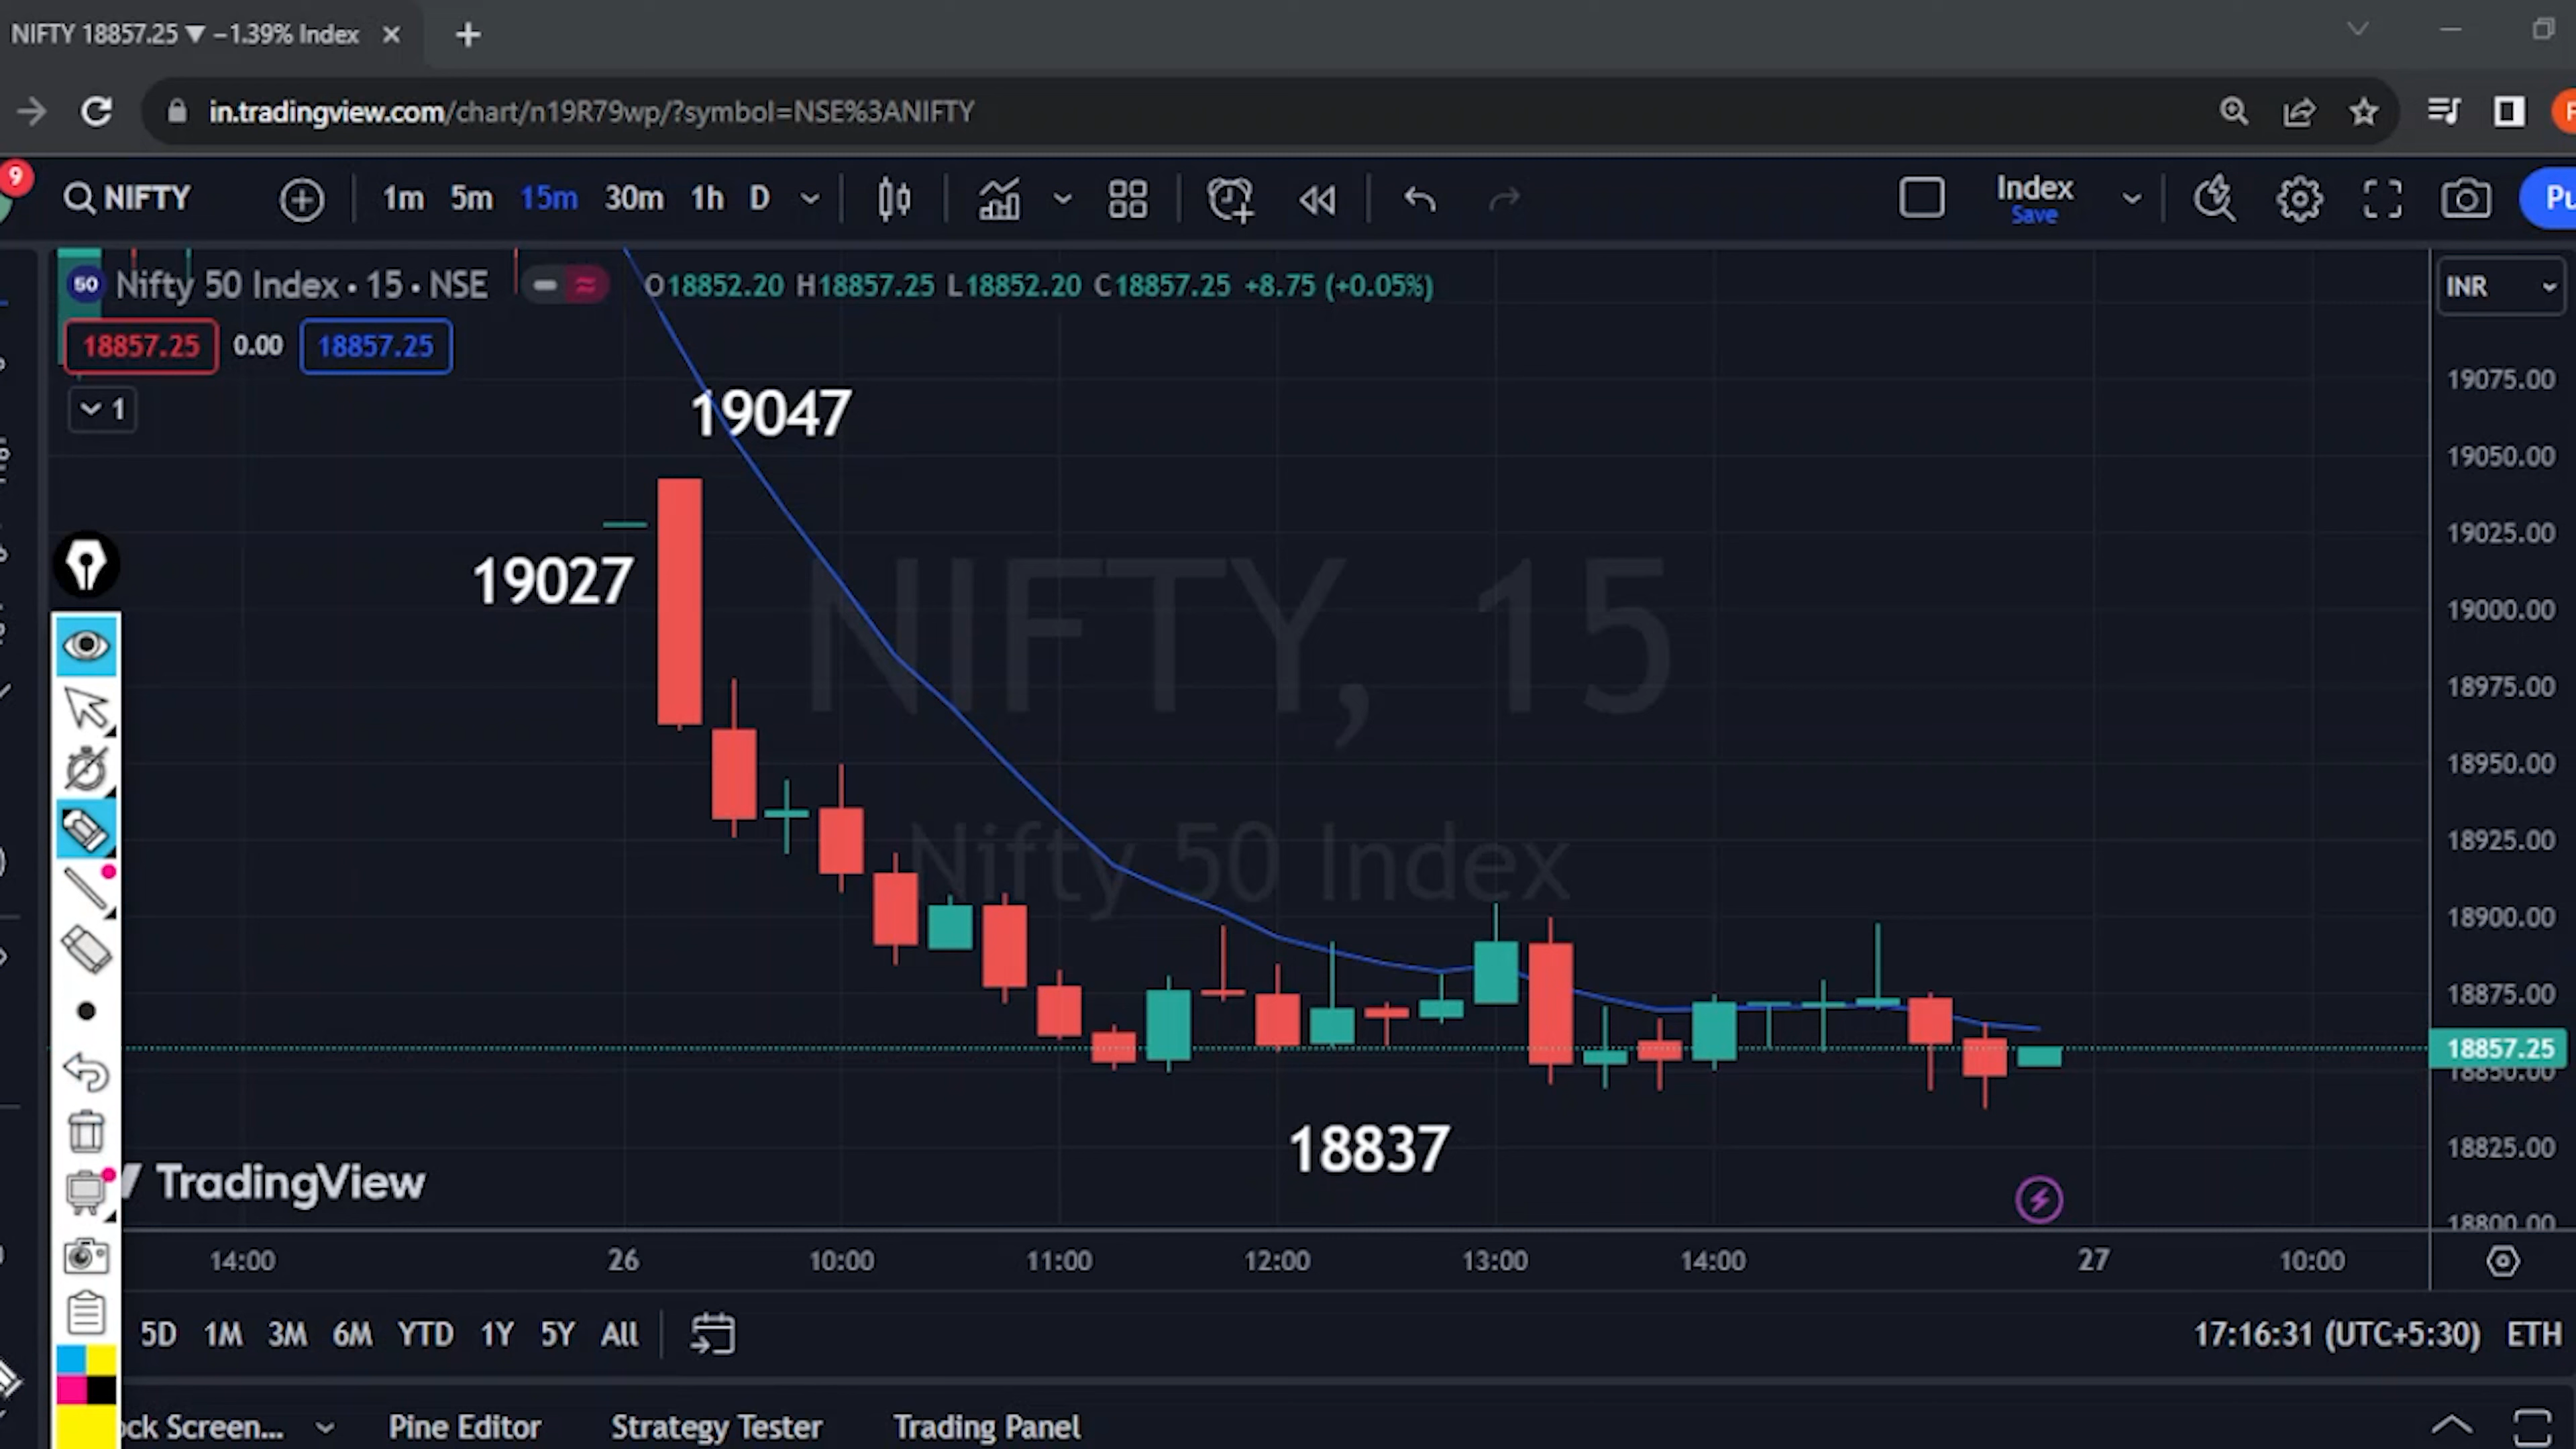 NIFTY 18857.25 ▼ −1.39% Index
in.tradingview.com/chart/n19R79wp/?symbol=NSE%3ANIFTY
9
NIFTY 1m 5m 15m 30m 1h D Index
Save
50 Nifty 50 Index · 15 · NSE O18852.20 H18857.25 L18852.20 C18857.25 +8.75 (+0.05%) INR
18857.25 0.00 18857.25
1
19047
19027
18837
NIFTY, 15
Nifty 50 Index
19075.00
19050.00
19025.00
19000.00
18975.00
18950.00
18925.00
18900.00
18875.00
18857.25
18850.00
18825.00
18800.00
TradingView
14:00 26 10:00 11:00 12:00 13:00 14:00 27 10:00
5D 1M 3M 6M YTD 1Y 5Y All 17:16:31 (UTC+5:30) ETH
ock Screen... Pine Editor Strategy Tester Trading Panel